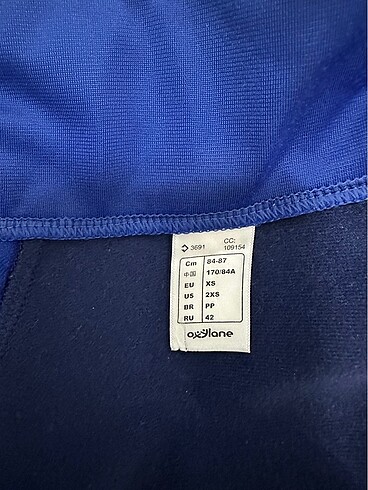 3691 CC: 109154
Cm 84-87
中国 170/84A
EU XS
US 2XS
BR PP
RU 42
oxylane